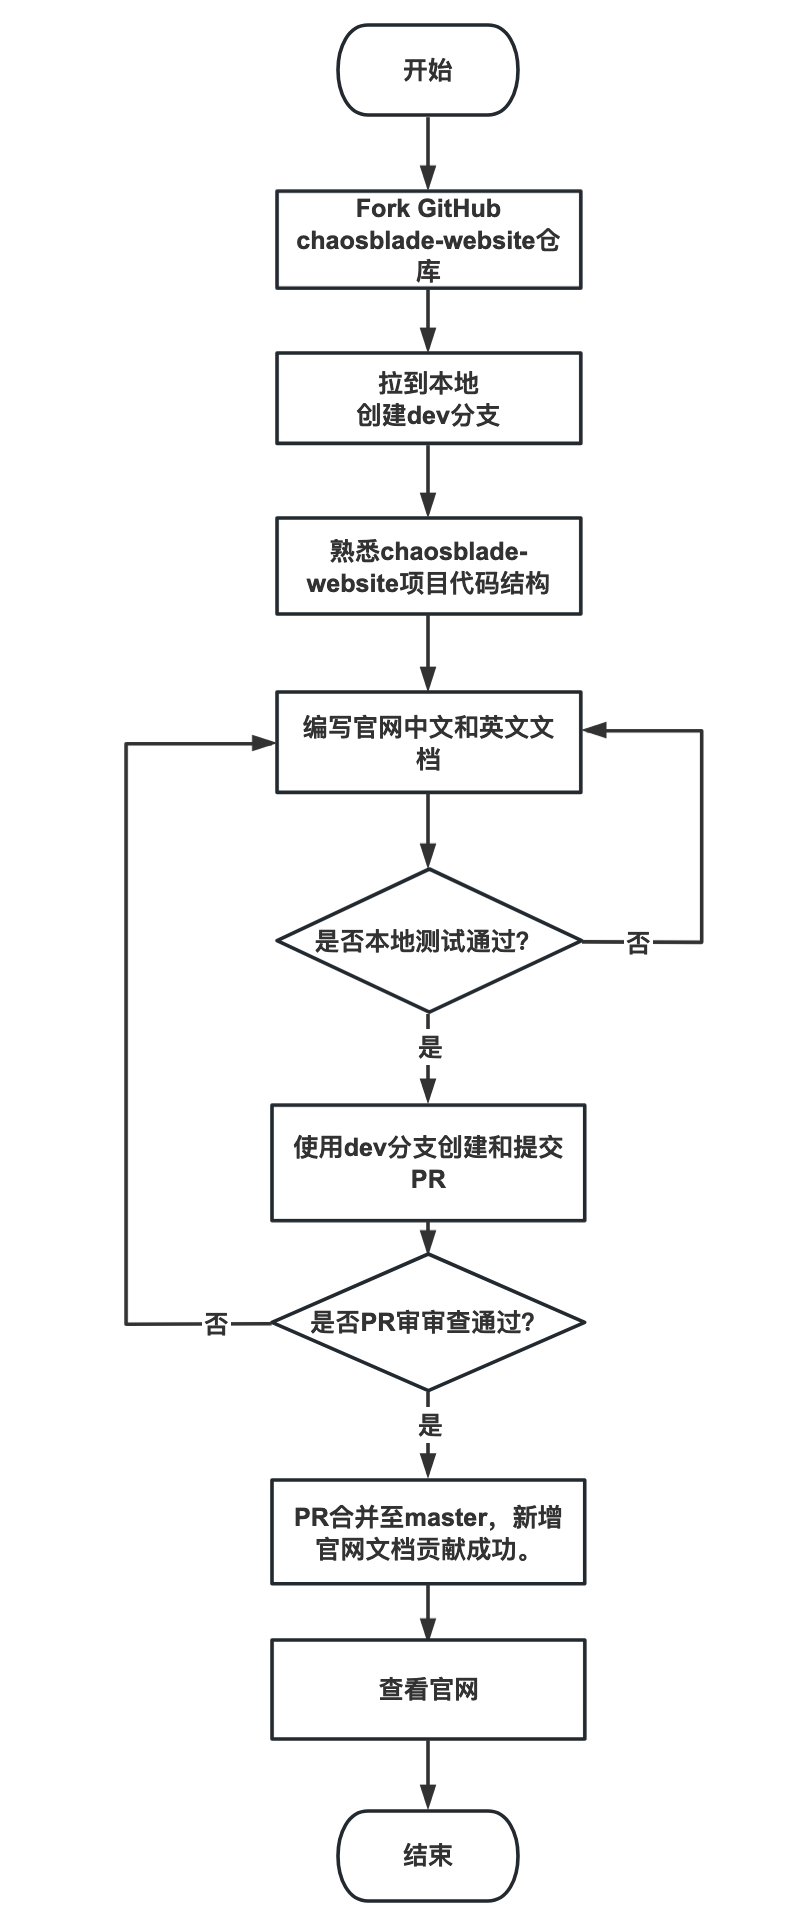 开始
Fork GitHub
chaosblade-website仓
库
拉到本地
创建dev分支
熟悉chaosblade-
website项目代码结构
编写官网中文和英文文
档
是否本地测试通过?
否
是
使用dev分支创建和提交
PR
是否PR审审查通过?
否
是
PR合并至master，新增
官网文档贡献成功。
查看官网
结束